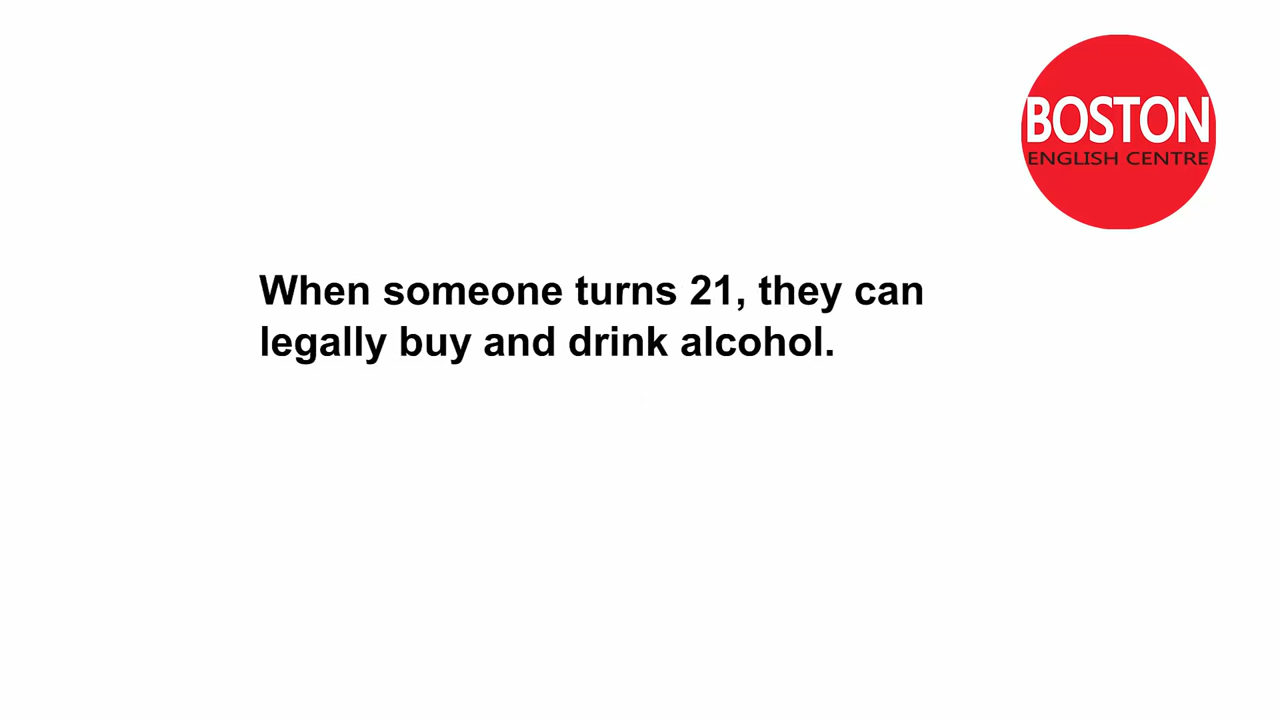 BOSTON
ENGLISH CENTRE
When someone turns 21, they can
legally buy and drink alcohol.